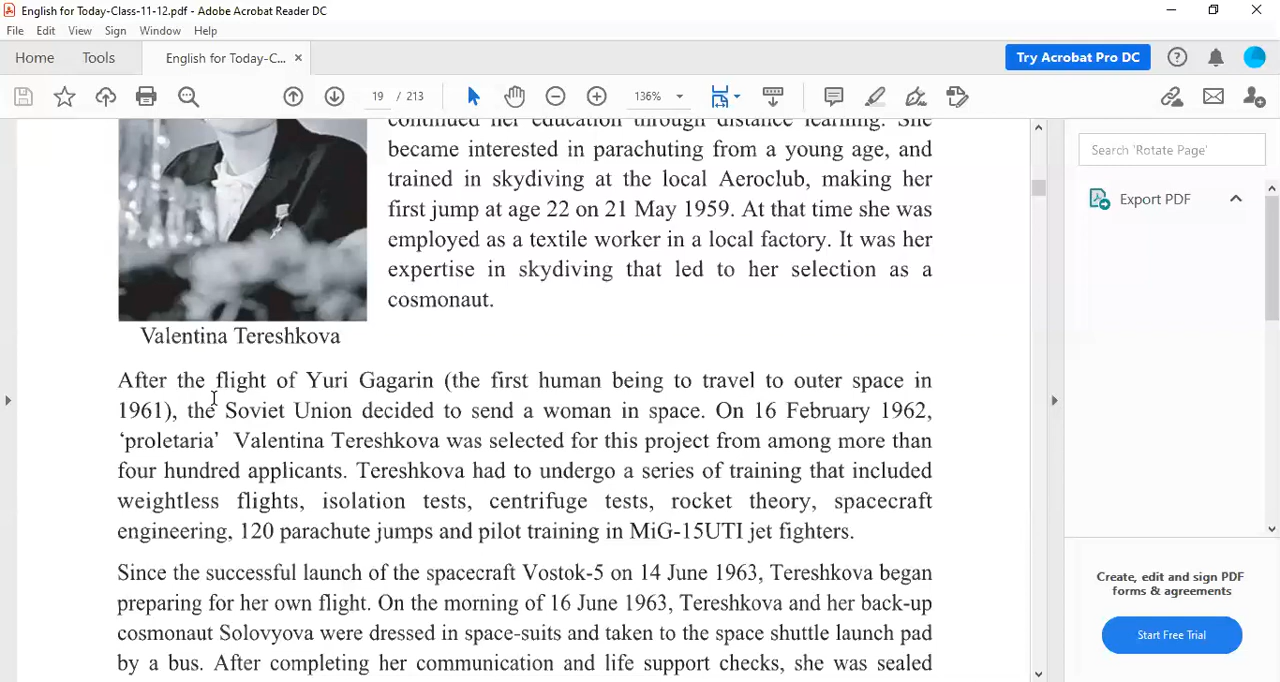 English for Today-Class-11-12.pdf - Adobe Acrobat Reader DC
File Edit View Sign Window Help
Home Tools English for Today-C... ×
Try Acrobat Pro DC
19 / 213
136%
continued her education through distance learning. She
became interested in parachuting from a young age, and
trained in skydiving at the local Aeroclub, making her
first jump at age 22 on 21 May 1959. At that time she was
employed as a textile worker in a local factory. It was her
expertise in skydiving that led to her selection as a
cosmonaut.
Valentina Tereshkova
After the flight of Yuri Gagarin (the first human being to travel to outer space in
1961), the Soviet Union decided to send a woman in space. On 16 February 1962,
‘proletaria’ Valentina Tereshkova was selected for this project from among more than
four hundred applicants. Tereshkova had to undergo a series of training that included
weightless flights, isolation tests, centrifuge tests, rocket theory, spacecraft
engineering, 120 parachute jumps and pilot training in MiG-15UTI jet fighters.
Since the successful launch of the spacecraft Vostok-5 on 14 June 1963, Tereshkova began
preparing for her own flight. On the morning of 16 June 1963, Tereshkova and her back-up
cosmonaut Solovyova were dressed in space-suits and taken to the space shuttle launch pad
by a bus. After completing her communication and life support checks, she was sealed
Search 'Rotate Page'
Export PDF
Create, edit and sign PDF
forms & agreements
Start Free Trial